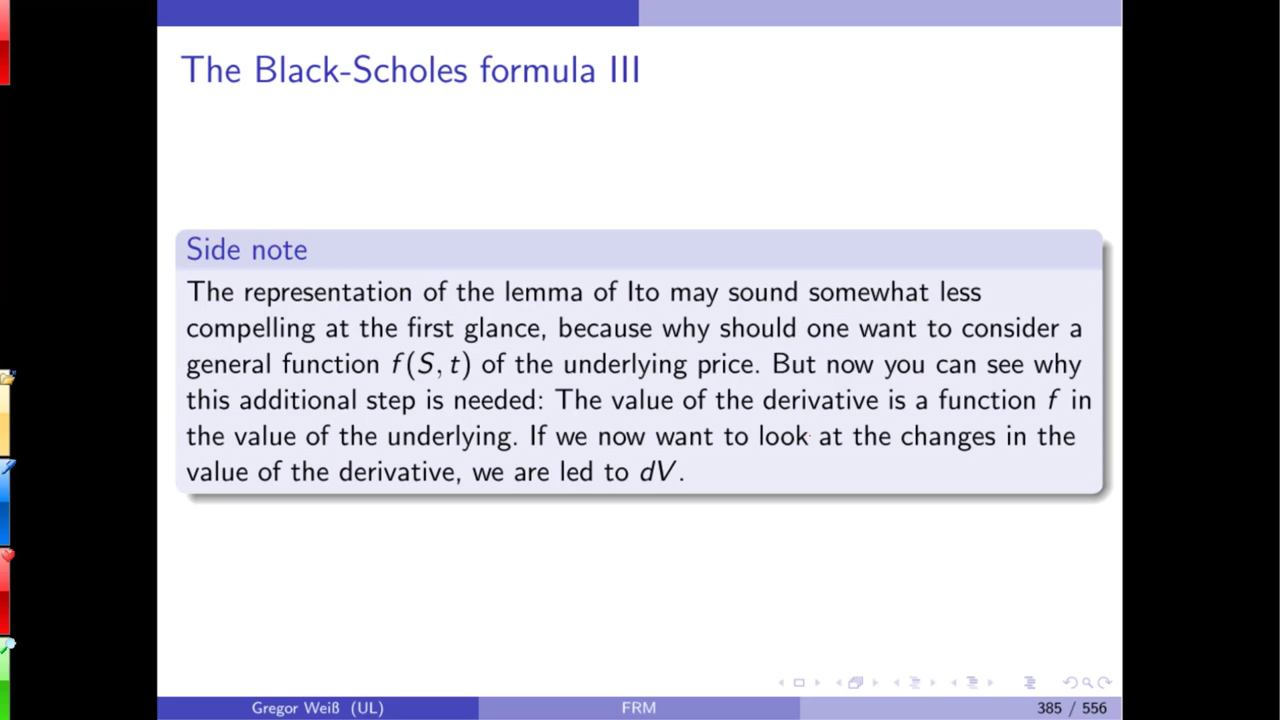 The Black-Scholes formula III
Side note
The representation of the lemma of Ito may sound somewhat less
compelling at the first glance, because why should one want to consider a
general function f(S, t) of the underlying price. But now you can see why
this additional step is needed: The value of the derivative is a function f in
the value of the underlying. If we now want to look at the changes in the
value of the derivative, we are led to dV.
Gregor Weiß (UL)
FRM
385 / 556